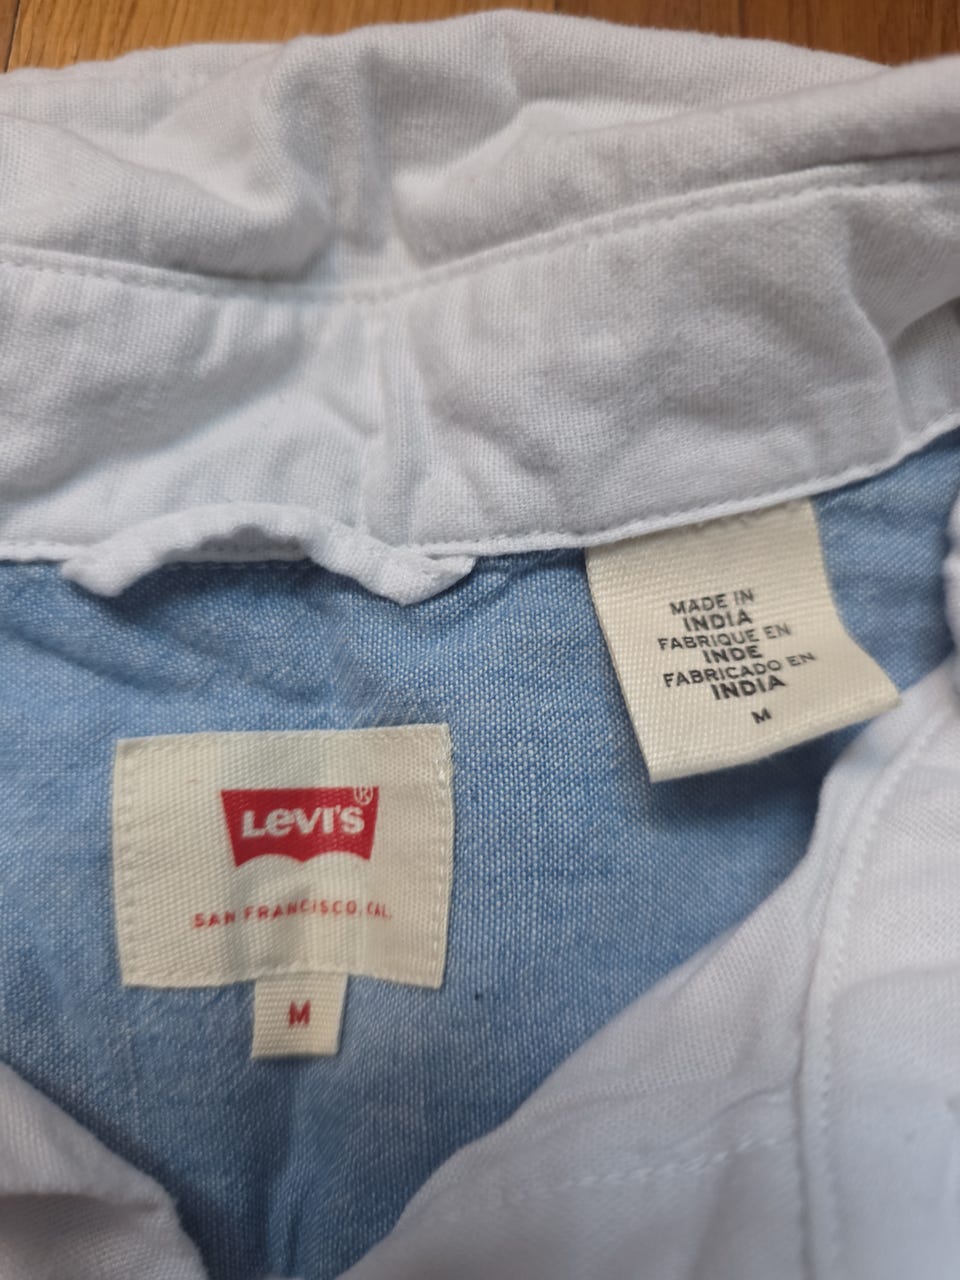 MADE IN
INDIA
FABRIQUE EN
INDE
FABRICADO EN
INDIA
M
LEVI'S®
SAN FRANCISCO, CAL.
M